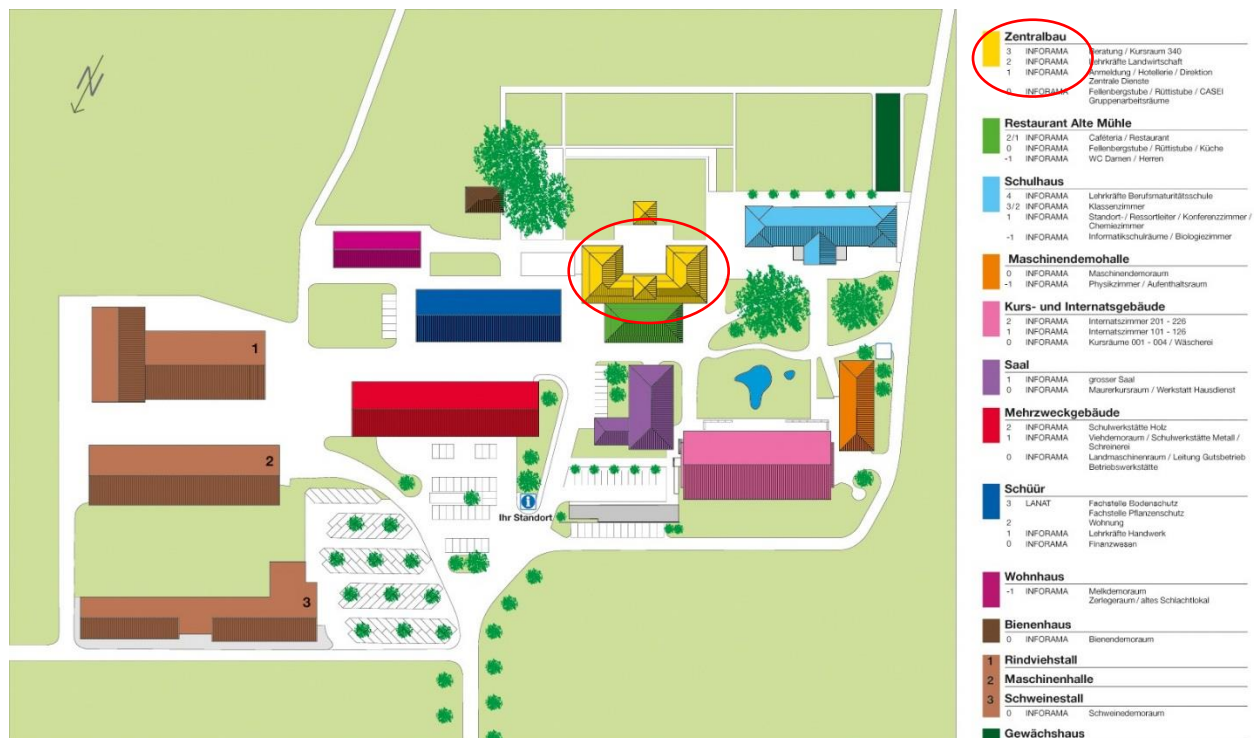 N
1
2
3
Ihr Standort
Zentralbau
3 INFORAMA Beratung / Kursraum 340
2 INFORAMA Lehrkräfte Landwirtschaft
1 INFORAMA Anmeldung / Hotellerie / Direktion
Zentrale Dienste
0 INFORAMA Fellenbergstube / Rüttistube / CASEI
Gruppenarbeitsräume
Restaurant Alte Mühle
2/1 INFORAMA Cafétéria / Restaurant
0 INFORAMA Fellenbergstube / Rüttistube / Küche
-1 INFORAMA WC Damen / Herren
Schulhaus
4 INFORAMA Lehrkräfte Berufsmaturitätsschule
3/2 INFORAMA Klassenzimmer
1 INFORAMA Standort- / Ressortleiter / Konferenzzimmer /
Chemiezimmer
-1 INFORAMA Informatikschulräume / Biologiezimmer
Maschinendemohalle
0 INFORAMA Maschinendemoraum
-1 INFORAMA Physikzimmer / Aufenthaltsraum
Kurs- und Internatsgebäude
2 INFORAMA Internatszimmer 201 - 226
1 INFORAMA Internatszimmer 101 - 126
0 INFORAMA Kursräume 001 - 004 / Wäscherei
Saal
1 INFORAMA grosser Saal
0 INFORAMA Maurerkursraum / Werkstatt Hausdienst
Mehrzweckgebäude
2 INFORAMA Schulwerkstätte Holz
1 INFORAMA Viehdemoraum / Schulwerkstätte Metall /
Schreinerei
0 INFORAMA Landmaschinenraum / Leitung Gutsbetrieb
Betriebswerkstätte
Schüür
3 LANAT Fachstelle Bodenschutz
Fachstelle Pflanzenschutz
2 Wohnung
1 INFORAMA Lehrkräfte Handwerk
0 INFORAMA Finanzwesen
Wohnhaus
-1 INFORAMA Melkdemoraum
Zerlegeraum / altes Schlachtlokal
Bienenhaus
0 INFORAMA Bienendemoraum
1 Rindviehstall
2 Maschinenhalle
3 Schweinestall
0 INFORAMA Schweinedemoraum
Gewächshaus